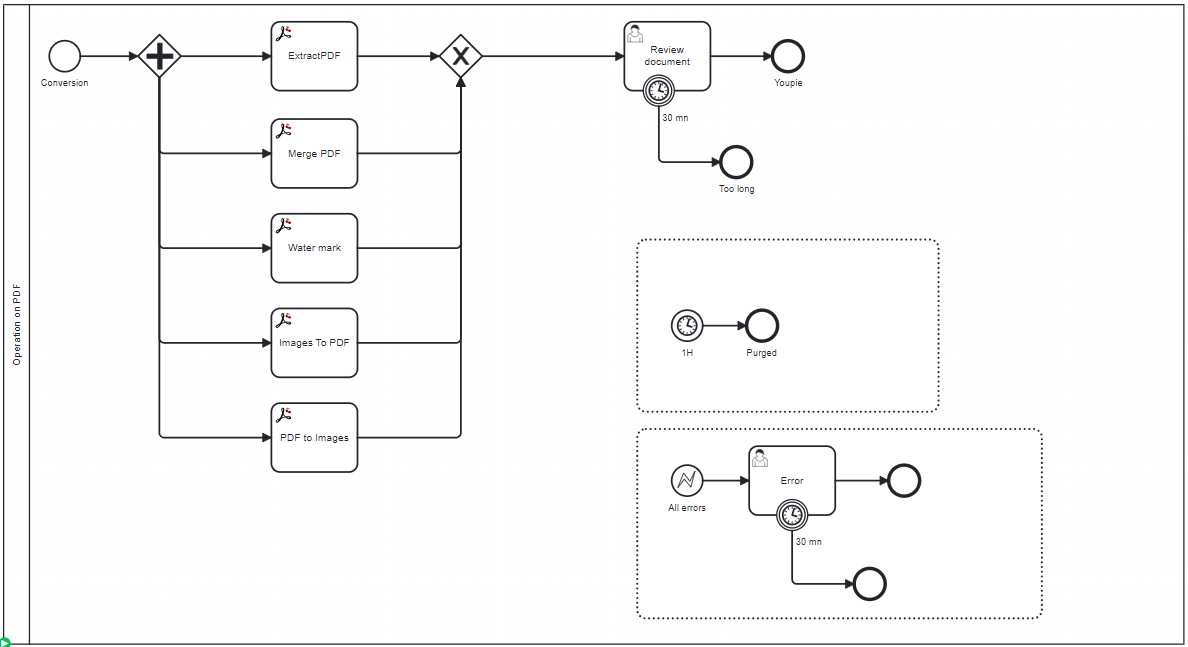 Operation on PDF
Conversion
ExtractPDF
Merge PDF
Water mark
Images To PDF
PDF to Images
Review
document
30 mn
Youpie
Too long
1H
Purged
All errors
Error
30 mn